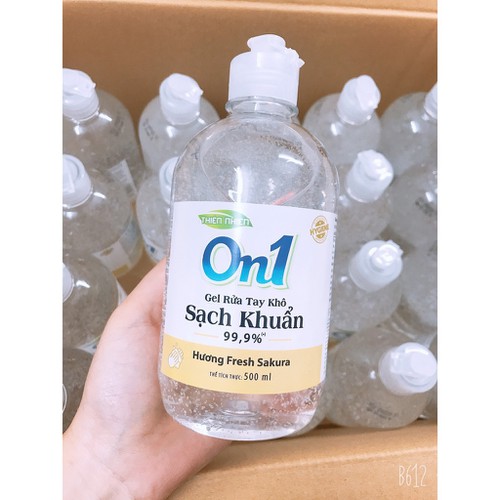 THIÊN NHIÊN
On1
HYGIENE
Gel Rửa Tay Khô
Sạch Khuẩn
99,9%
Hương Fresh Sakura
THỂ TÍCH THỰC: 500 ml
B612